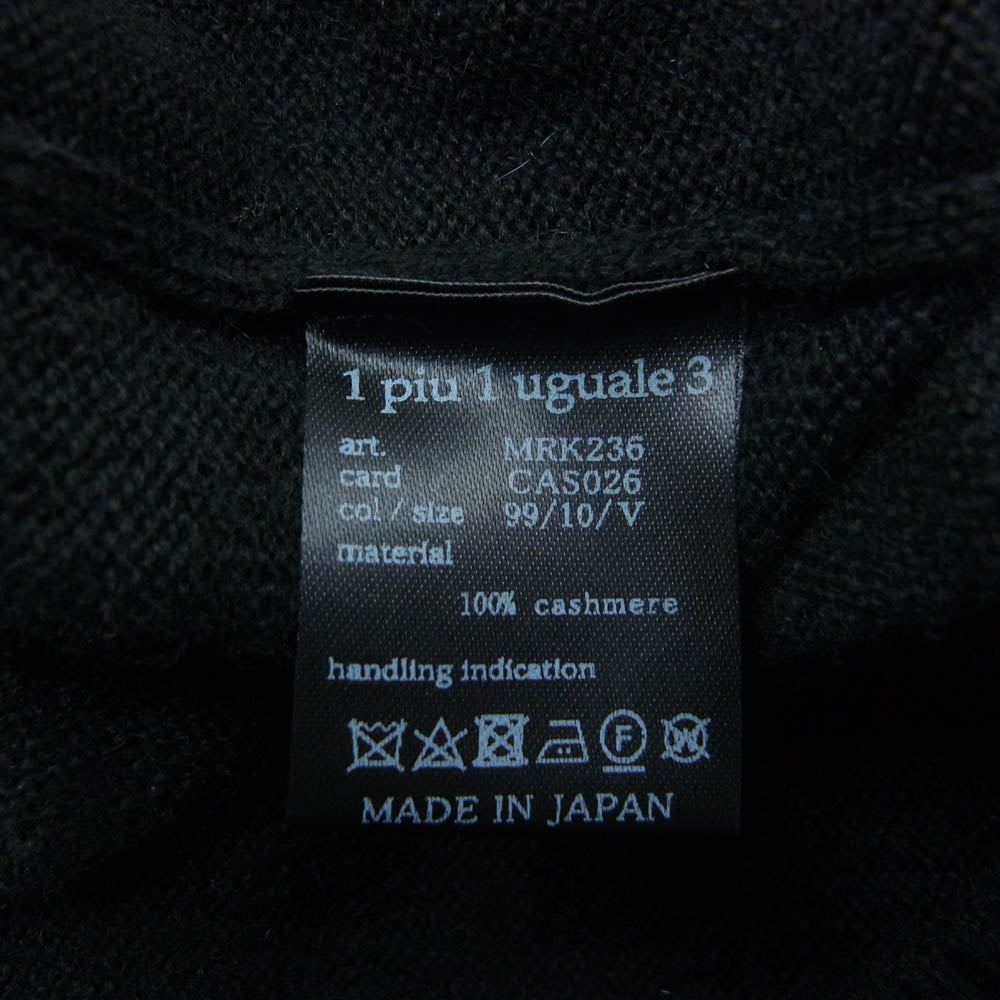 1 piu 1 uguale 3
art. MRK236
card CAS026
col / size 99/10/V
material
100% cashmere
handling indication
F W
MADE IN JAPAN